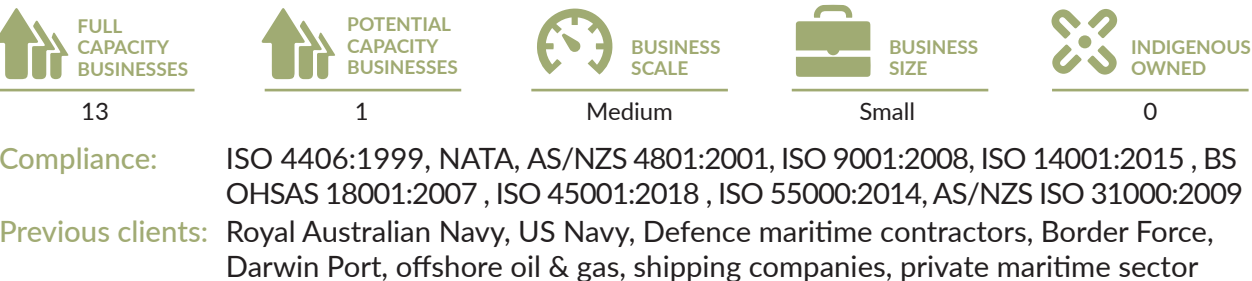 FULL
CAPACITY
BUSINESSES
13
POTENTIAL
CAPACITY
BUSINESSES
1
BUSINESS
SCALE
Medium
BUSINESS
SIZE
Small
INDIGENOUS
OWNED
0
Compliance: ISO 4406:1999, NATA, AS/NZS 4801:2001, ISO 9001:2008, ISO 14001:2015 , BS
OHSAS 18001:2007 , ISO 45001:2018 , ISO 55000:2014, AS/NZS ISO 31000:2009
Previous clients: Royal Australian Navy, US Navy, Defence maritime contractors, Border Force,
Darwin Port, offshore oil & gas, shipping companies, private maritime sector